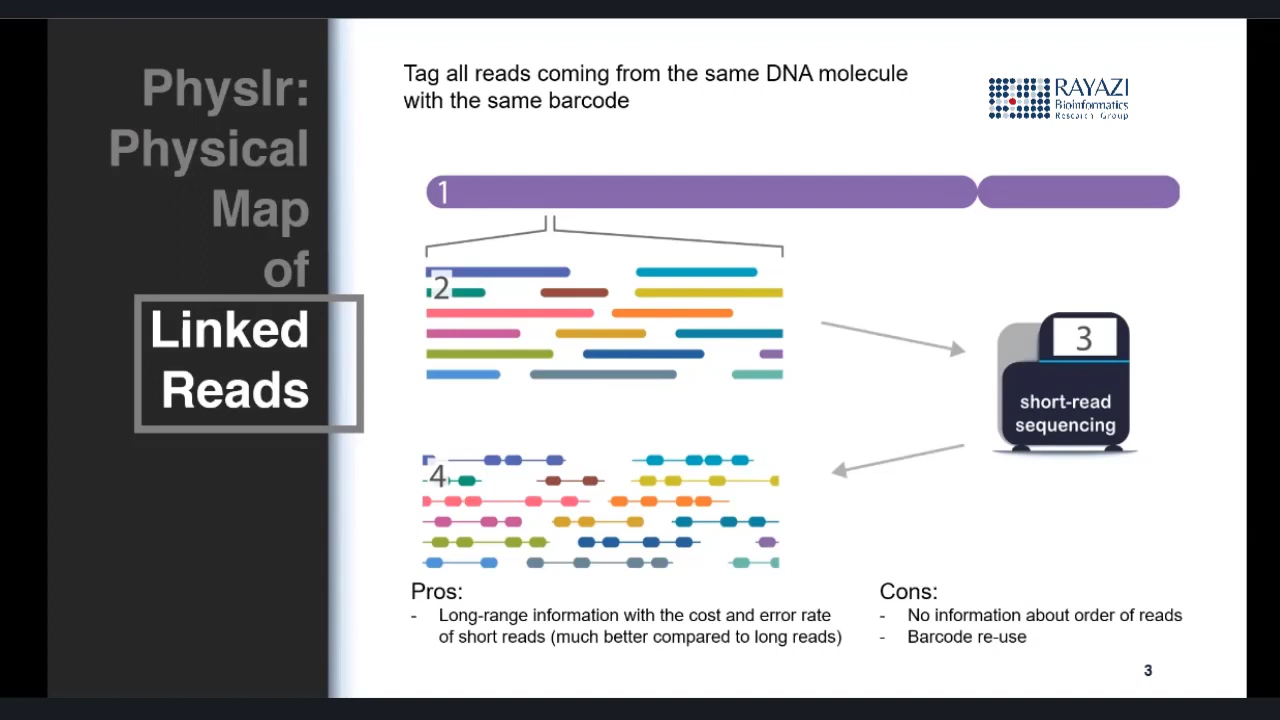 Physlr:
Physical
Map
of
Linked
Reads
Tag all reads coming from the same DNA molecule
with the same barcode
RAYAZI
Bioinformatics
Research Group
1
2
3
short-read
sequencing
4
Pros:
- Long-range information with the cost and error rate
of short reads (much better compared to long reads)
Cons:
- No information about order of reads
- Barcode re-use
3